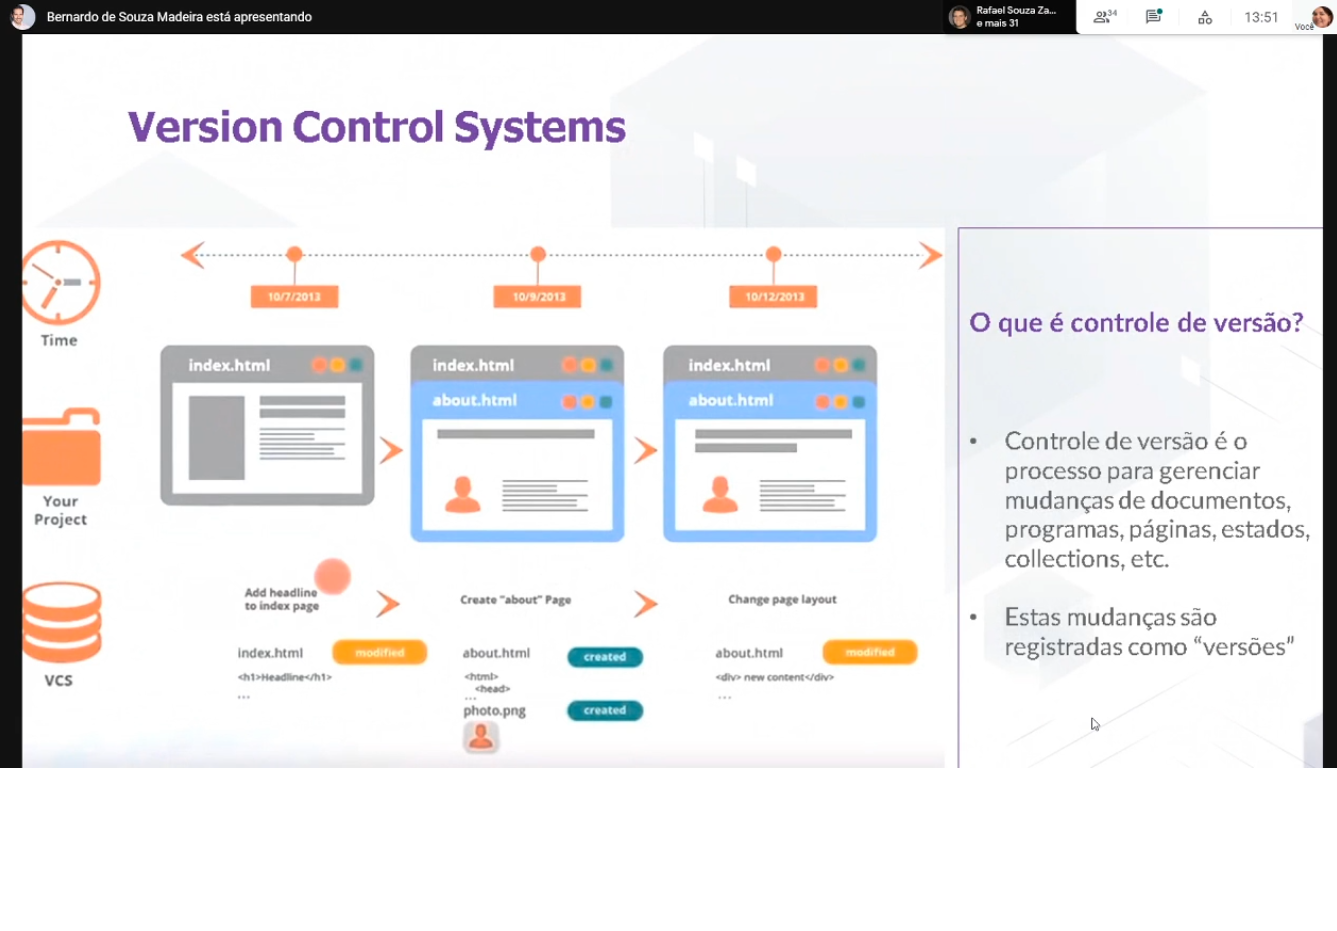 Bernardo de Souza Madeira está apresentando
Rafael Souza Za...
e mais 31
34
13:51
Você
Version Control Systems
10/7/2013
10/9/2013
10/12/2013
Time
index.html
index.html
about.html
index.html
about.html
Your
Project
Add headline
to index page
Create "about" Page
Change page layout
VCS
index.html
modified
<h1>Headline</h1>
...
about.html
created
<html>
<head>
...
photo.png
created
about.html
modified
<div> new content</div>
...
O que é controle de versão?
• Controle de versão é o
processo para gerenciar
mudanças de documentos,
programas, páginas, estados,
collections, etc.
• Estas mudanças são
registradas como “versões”